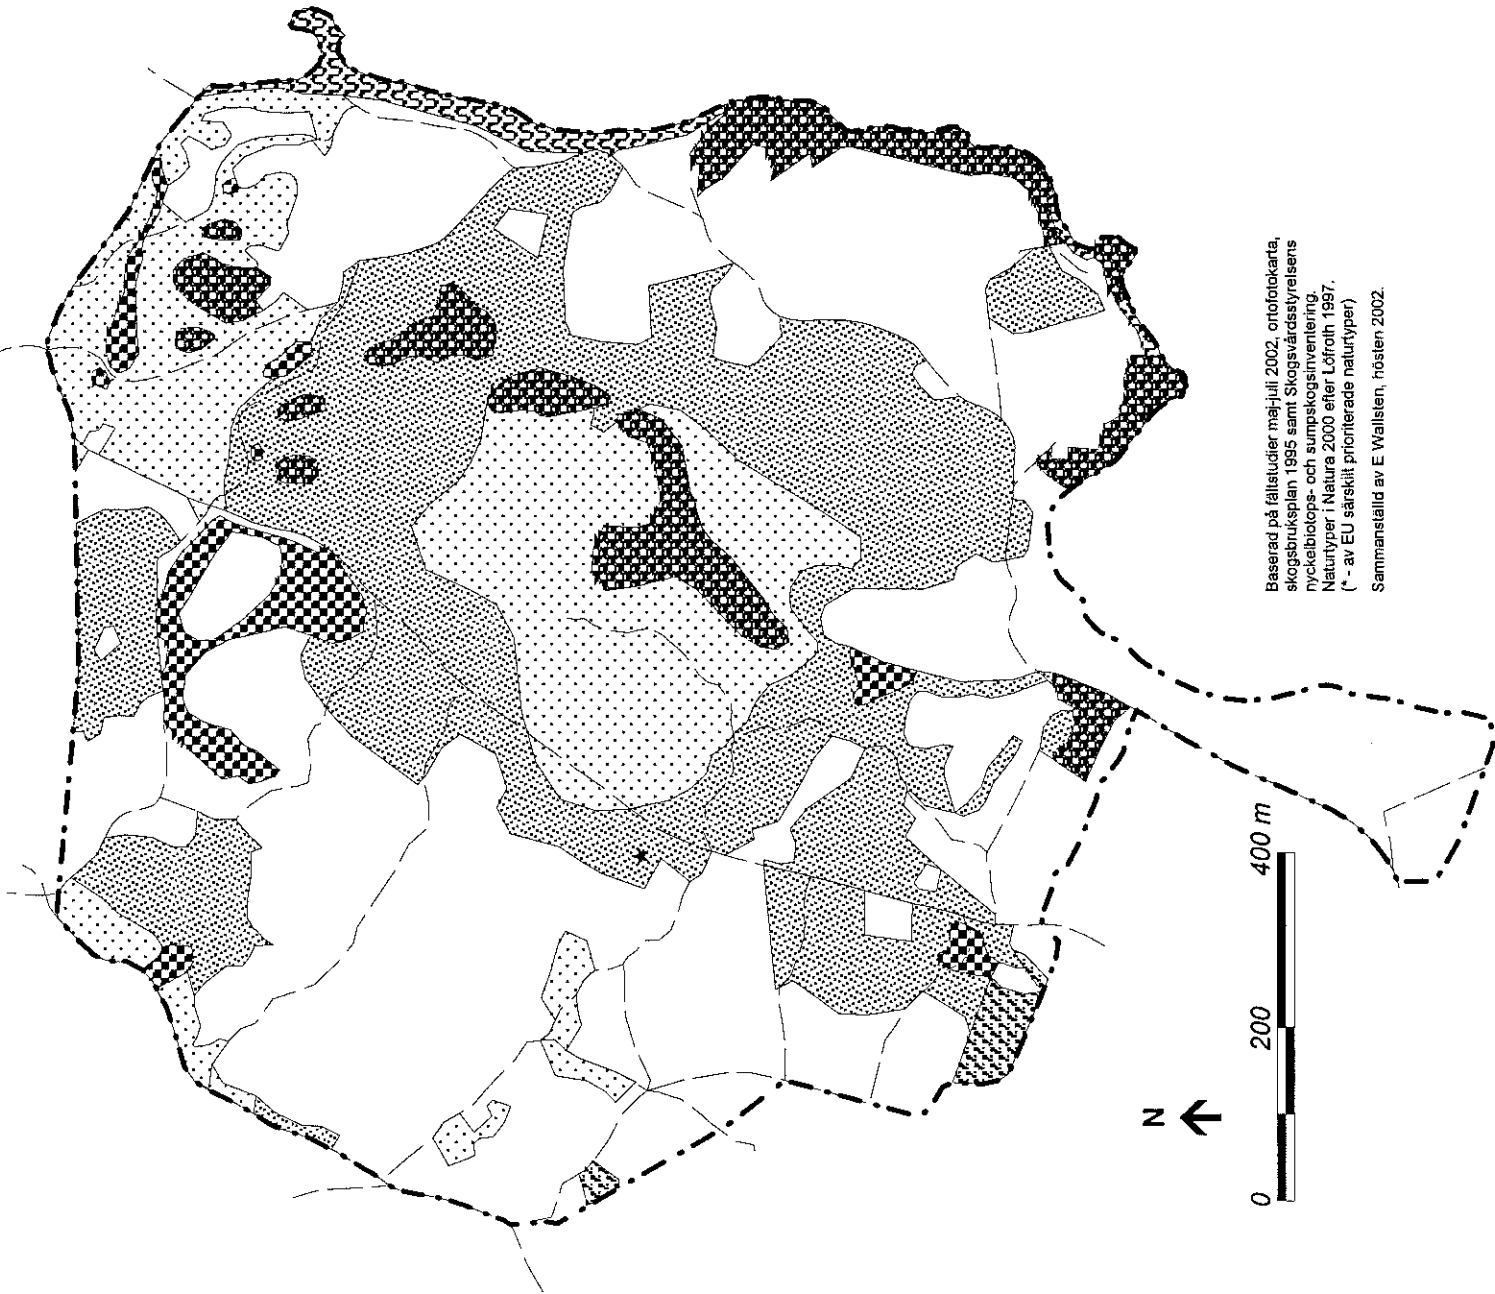 Baserad på fältstudier maj-juli 2002, ortofotokarta,
skogsbruksplan 1995 samt Skogsvårdsstyrelsens
nyckelbiotops- och sumpskogsinventering.
Naturtyper i Natura 2000 efter Löfroth 1997.
(* - av EU särskilt prioriterade naturtyper)
Sammanställd av E Wallsten, hösten 2002.
N
0 200 400 m